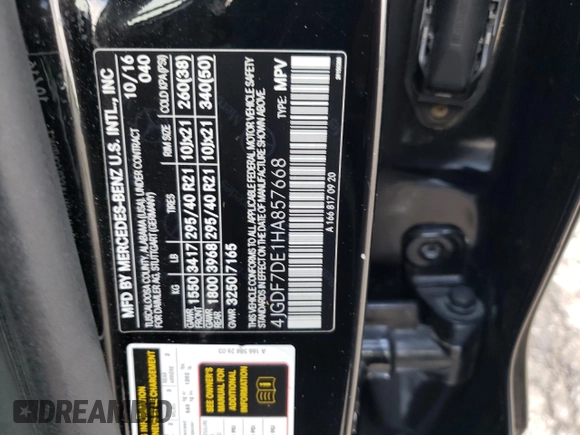 MFD BY MERCEDES-BENZ U.S. INTL., INC 10/16
TUSCALOOSA COUNTY, ALABAMA (USA), UNDER CONTRACT 040
FOR DAIMLER AG, STUTTGART (GERMANY)
KG LB TIRES RIM SIZE COLD KPA (PSI)
GAWR FRONT 1550 3417 295/40 R21 10Jx21 260(38)
GAWR REAR 1800 3968 295/40 R21 10Jx21 340(50)
GVWR 3250 7165
THIS VEHICLE CONFORMS TO ALL APPLICABLE FEDERAL MOTOR VEHICLE SAFETY
STANDARDS IN EFFECT ON THE DATE OF MANUFACTURE SHOWN ABOVE.
4JGDF7DE1HA857668 TYPE: MPV
A 166 817 09 20
SEE OWNER'S
MANUAL FOR
ADDITIONAL
INFORMATION
DREAMBID